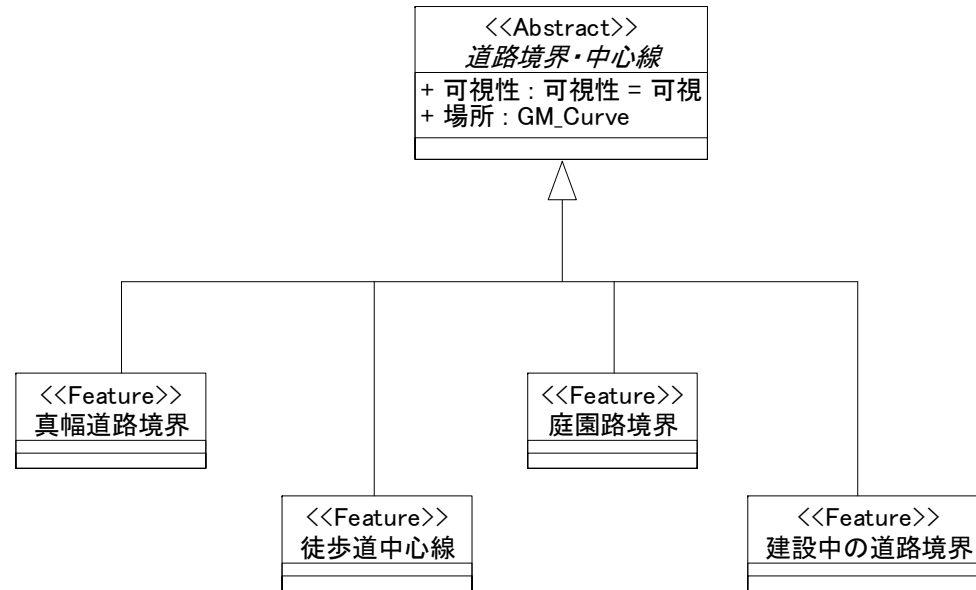 <<Abstract>>
道路境界・中心線
+ 可視性 : 可視性 = 可視
+ 場所 : GM_Curve
<<Feature>>
真幅道路境界
<<Feature>>
庭園路境界
<<Feature>>
徒歩道中心線
<<Feature>>
建設中の道路境界